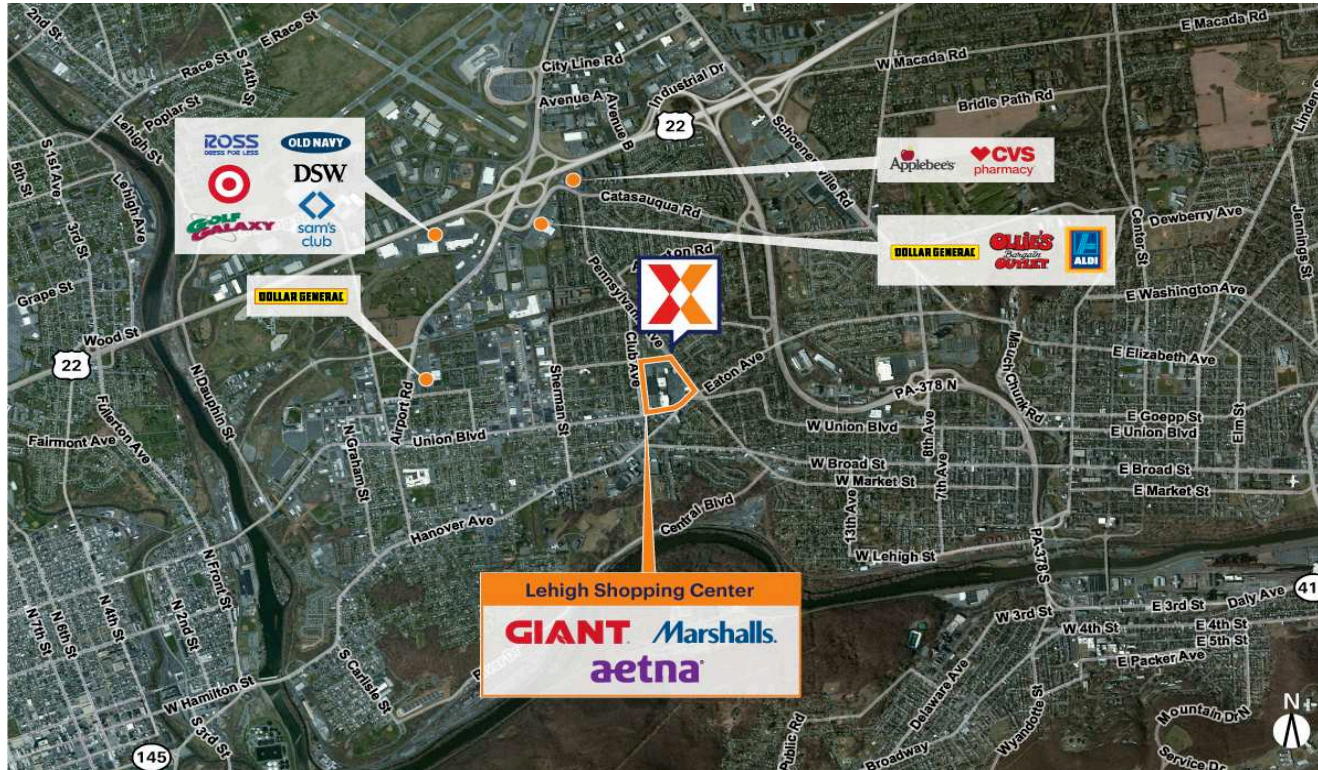 2nd St
E Race St
Race St
S 14th St
City Line Rd
E Macada Rd
W Macada Rd
Poplar St
Avenue A
Avenue B
Industrial Dr
22
Bridle Path Rd
Linden
Lehigh St
S 1st Ave
5th St
3rd St
Lehigh Ave
ROSS
DRESS FOR LESS
OLD NAVY
DSW
GOLF
GALAXY
sam's
club
Schoenersville Rd
Applebee's
CVS
pharmacy
Catasauqua Rd
Center St
Dewberry Ave
Jennings St
DOLLAR GENERAL
OLLIE'S
Bargain
OUTLET
ALDI
Grape St
DOLLAR GENERAL
Pennsylvania
E Washington Ave
Wood St
22
Club Ave
Eaton Ave
Mauch Chunk Rd
E Elizabeth Ave
PA-378 N
N Dauphin St
Airport Rd
Sherman St
Fullerton Ave
Fairmont Ave
N Graham St
Union Blvd
W Union Blvd
8th Ave
E Goepp St
E Union Blvd
Elm St
W Broad St
E Broad St
W Market St
E Market St
7th Ave
13th Ave
Hanover Ave
Central Blvd
W Lehigh St
PA-378 S
N Front St
N 7th St
N 6th St
N 4th St
N 2nd St
Lehigh Shopping Center
GIANT
Marshalls.
aetna
41
W 3rd St
E 3rd St
Daly Ave
W 4th St
E 4th St
E 5th St
E Packer Ave
S Carlisle St
W Hamilton St
S 3rd St
Delaware Ave
Wyandotte St
Public Rd
Broadway
Mountain Dr N
Service Dr
N
145